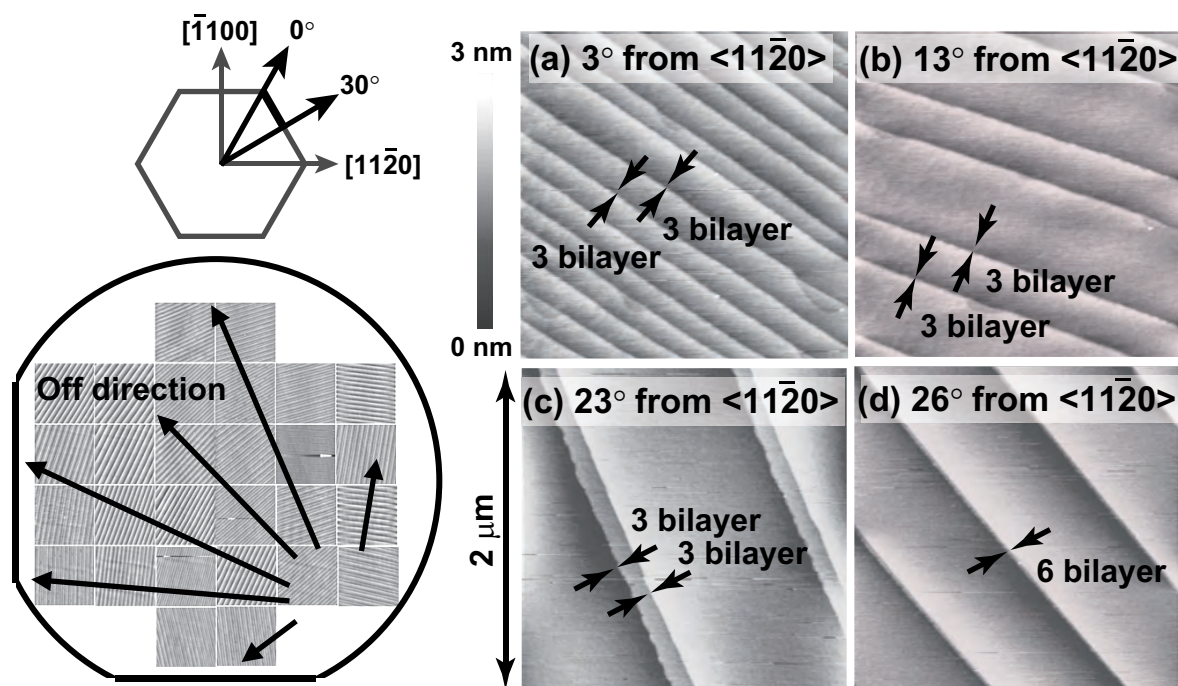 [1̄100]
0°
30°
[112̄0]
Off direction
3 nm
0 nm
2 μm
(a) 3° from <112̄0>
3 bilayer
3 bilayer
(b) 13° from <112̄0>
3 bilayer
3 bilayer
(c) 23° from <112̄0>
3 bilayer
3 bilayer
(d) 26° from <112̄0>
6 bilayer